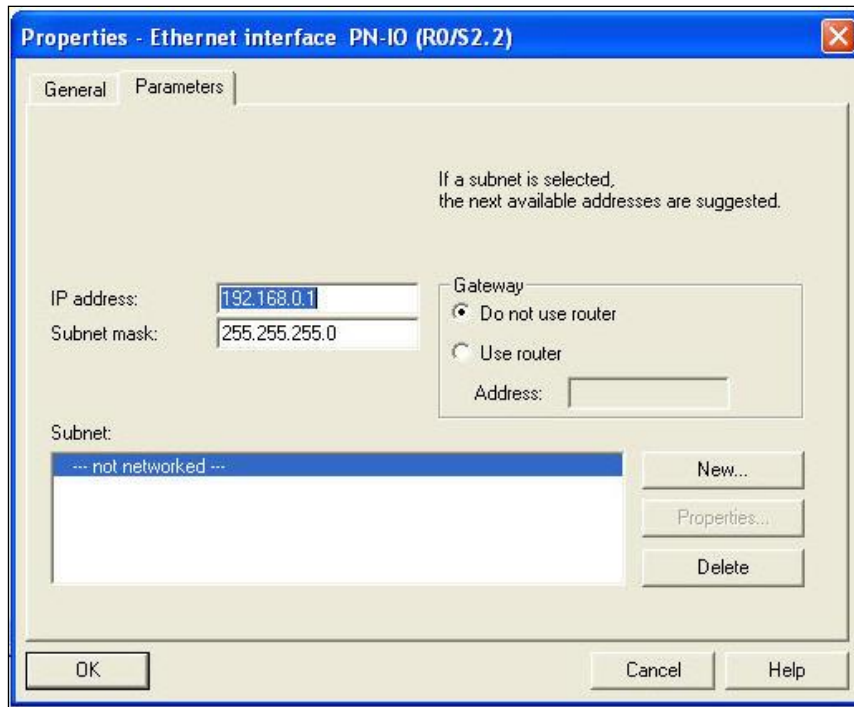 Properties - Ethernet interface PN-IO (R0/S2.2)
General
Parameters
If a subnet is selected,
the next available addresses are suggested.
IP address:
192.168.0.1
Subnet mask:
255.255.255.0
Gateway
Do not use router
Use router
Address:
Subnet:
--- not networked ---
New...
Properties...
Delete
OK
Cancel
Help